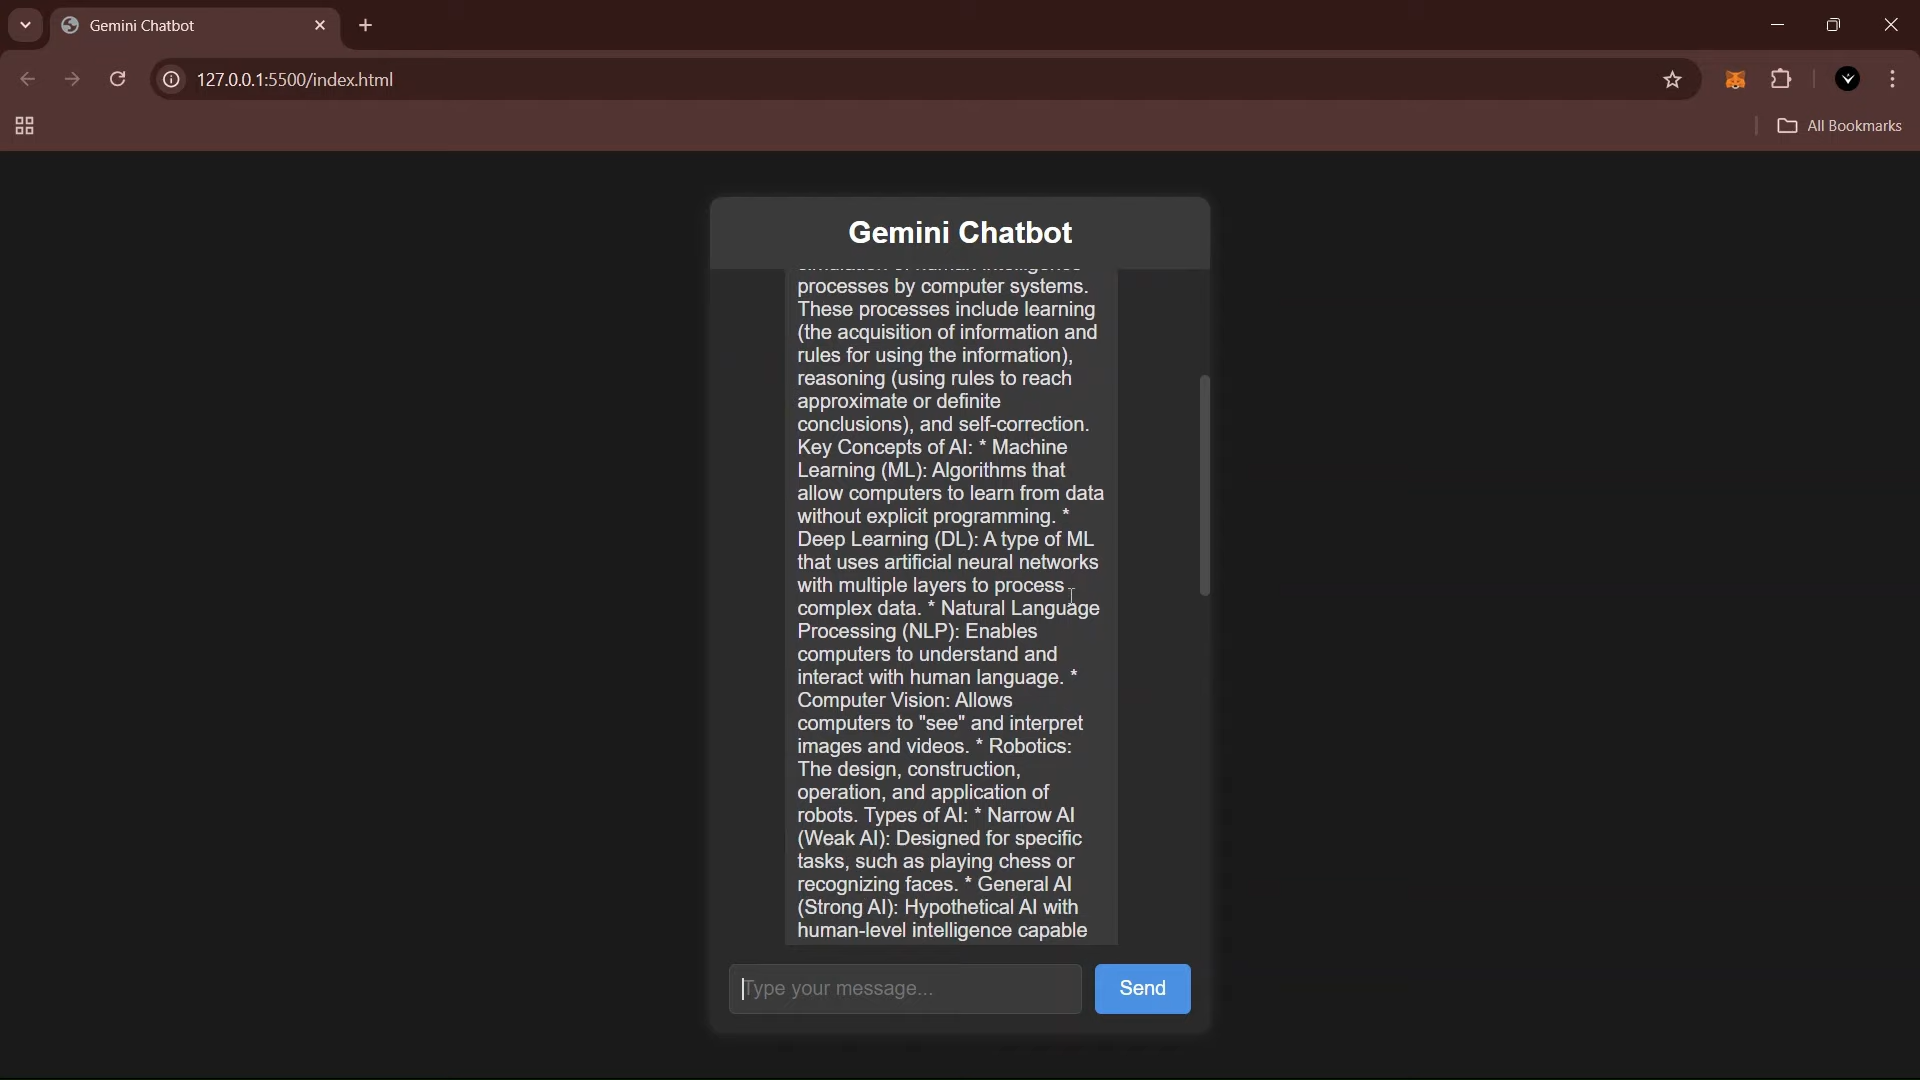 Gemini Chatbot
127.0.0.1:5500/index.html
All Bookmarks
Gemini Chatbot
simulation of human intelligence
processes by computer systems.
These processes include learning
(the acquisition of information and
rules for using the information),
reasoning (using rules to reach
approximate or definite
conclusions), and self-correction.
Key Concepts of AI: * Machine
Learning (ML): Algorithms that
allow computers to learn from data
without explicit programming. *
Deep Learning (DL): A type of ML
that uses artificial neural networks
with multiple layers to process
complex data. * Natural Language
Processing (NLP): Enables
computers to understand and
interact with human language. *
Computer Vision: Allows
computers to "see" and interpret
images and videos. * Robotics:
The design, construction,
operation, and application of
robots. Types of AI: * Narrow AI
(Weak AI): Designed for specific
tasks, such as playing chess or
recognizing faces. * General AI
(Strong AI): Hypothetical AI with
human-level intelligence capable
Type your message...
Send